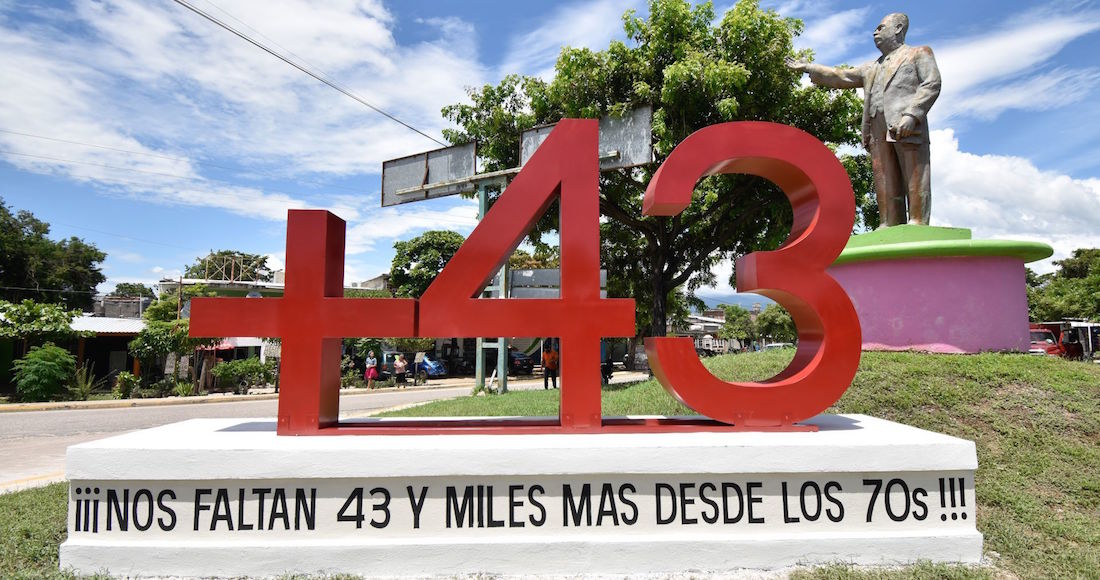 +43
¡¡¡NOS FALTAN 43 Y MILES MAS DESDE LOS 70s !!!